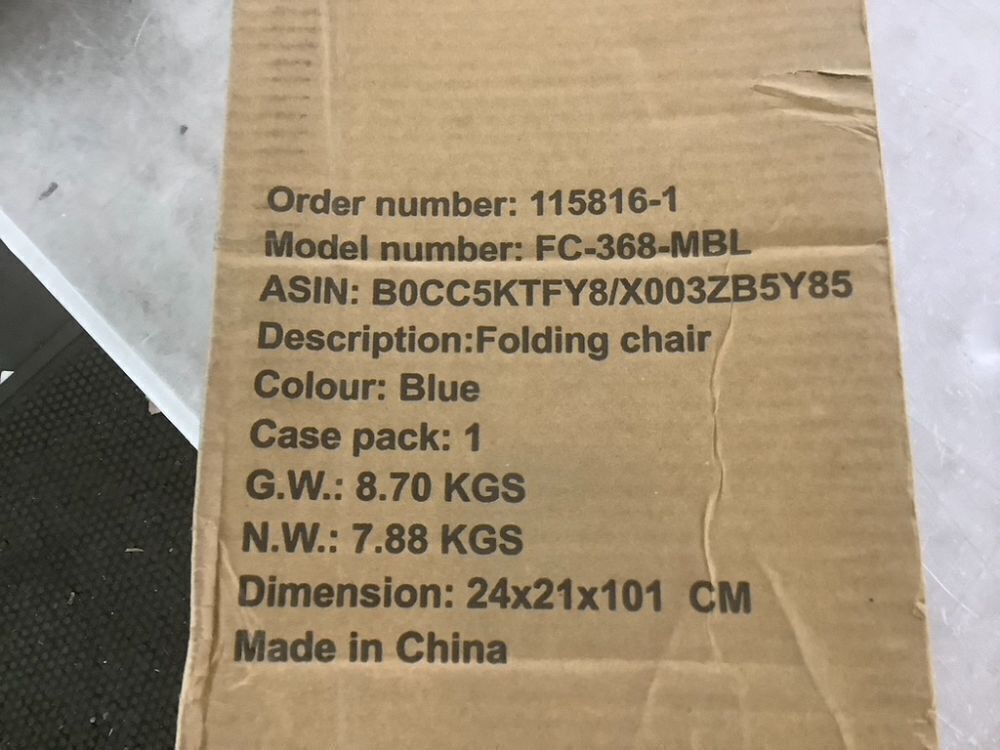 Order number: 115816-1
Model number: FC-368-MBL
ASIN: B0CC5KTFY8/X003ZB5Y85
Description:Folding chair
Colour: Blue
Case pack: 1
G.W.: 8.70 KGS
N.W.: 7.88 KGS
Dimension: 24x21x101 CM
Made in China